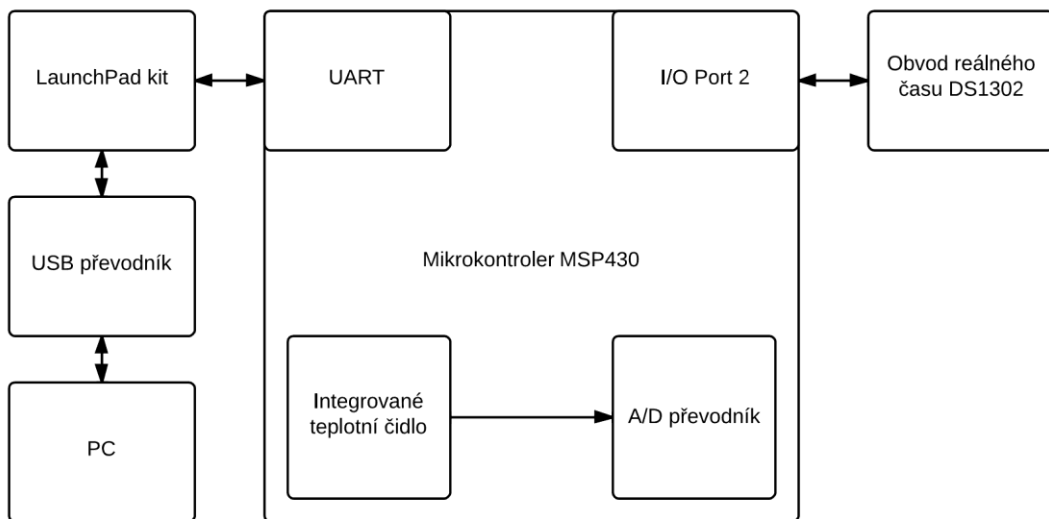 LaunchPad kit
UART
I/O Port 2
Obvod reálného
času DS1302
USB převodník
Mikrokontroler MSP430
PC
Integrované
teplotní čidlo
A/D převodník